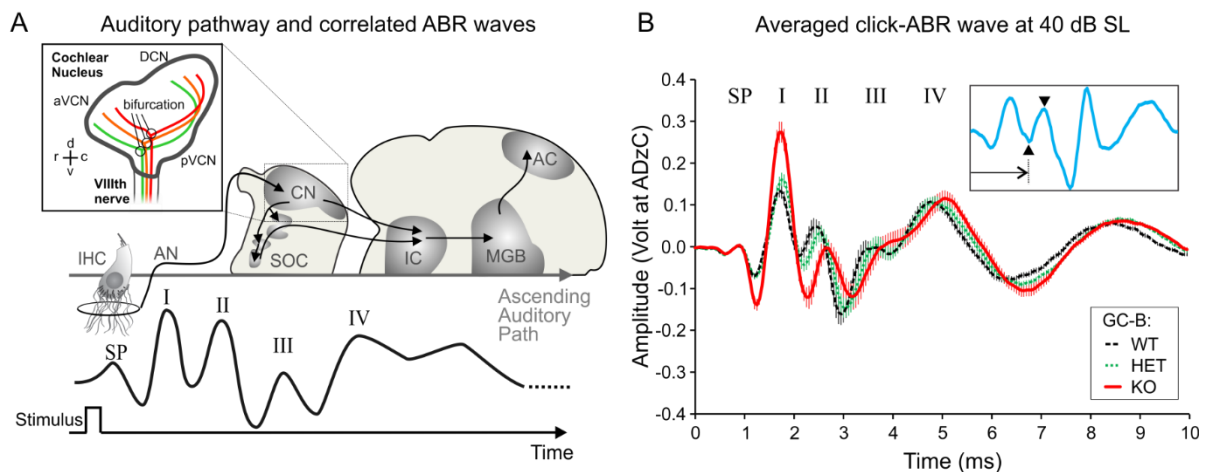 A
Auditory pathway and correlated ABR waves
Cochlear
Nucleus
DCN
aVCN
bifurcation
d
r c
v
pVCN
VIIIth
nerve
IHC
AN
CN
SOC
IC
MGB
AC
Ascending
Auditory
Path
SP
I
II
III
IV
Stimulus
Time
B
Averaged click-ABR wave at 40 dB SL
Amplitude (Volt at ADzC)
0.4
0.3
0.2
0.1
0.0
-0.1
-0.2
-0.3
-0.4
SP I II III IV
GC-B:
WT
HET
KO
0 1 2 3 4 5 6 7 8 9 10
Time (ms)